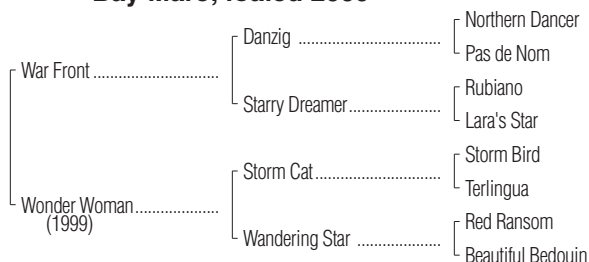 Bay Mare; foaled
Northern Dancer
Danzig ..................................
Pas de Nom
War Front ..............................
Rubiano
Starry Dreamer......................
Lara's Star
Storm Bird
Storm Cat..............................
Terlingua
Wonder Woman....................
(1999)
Red Ransom
Wandering Star ....................
Beautiful Bedouin